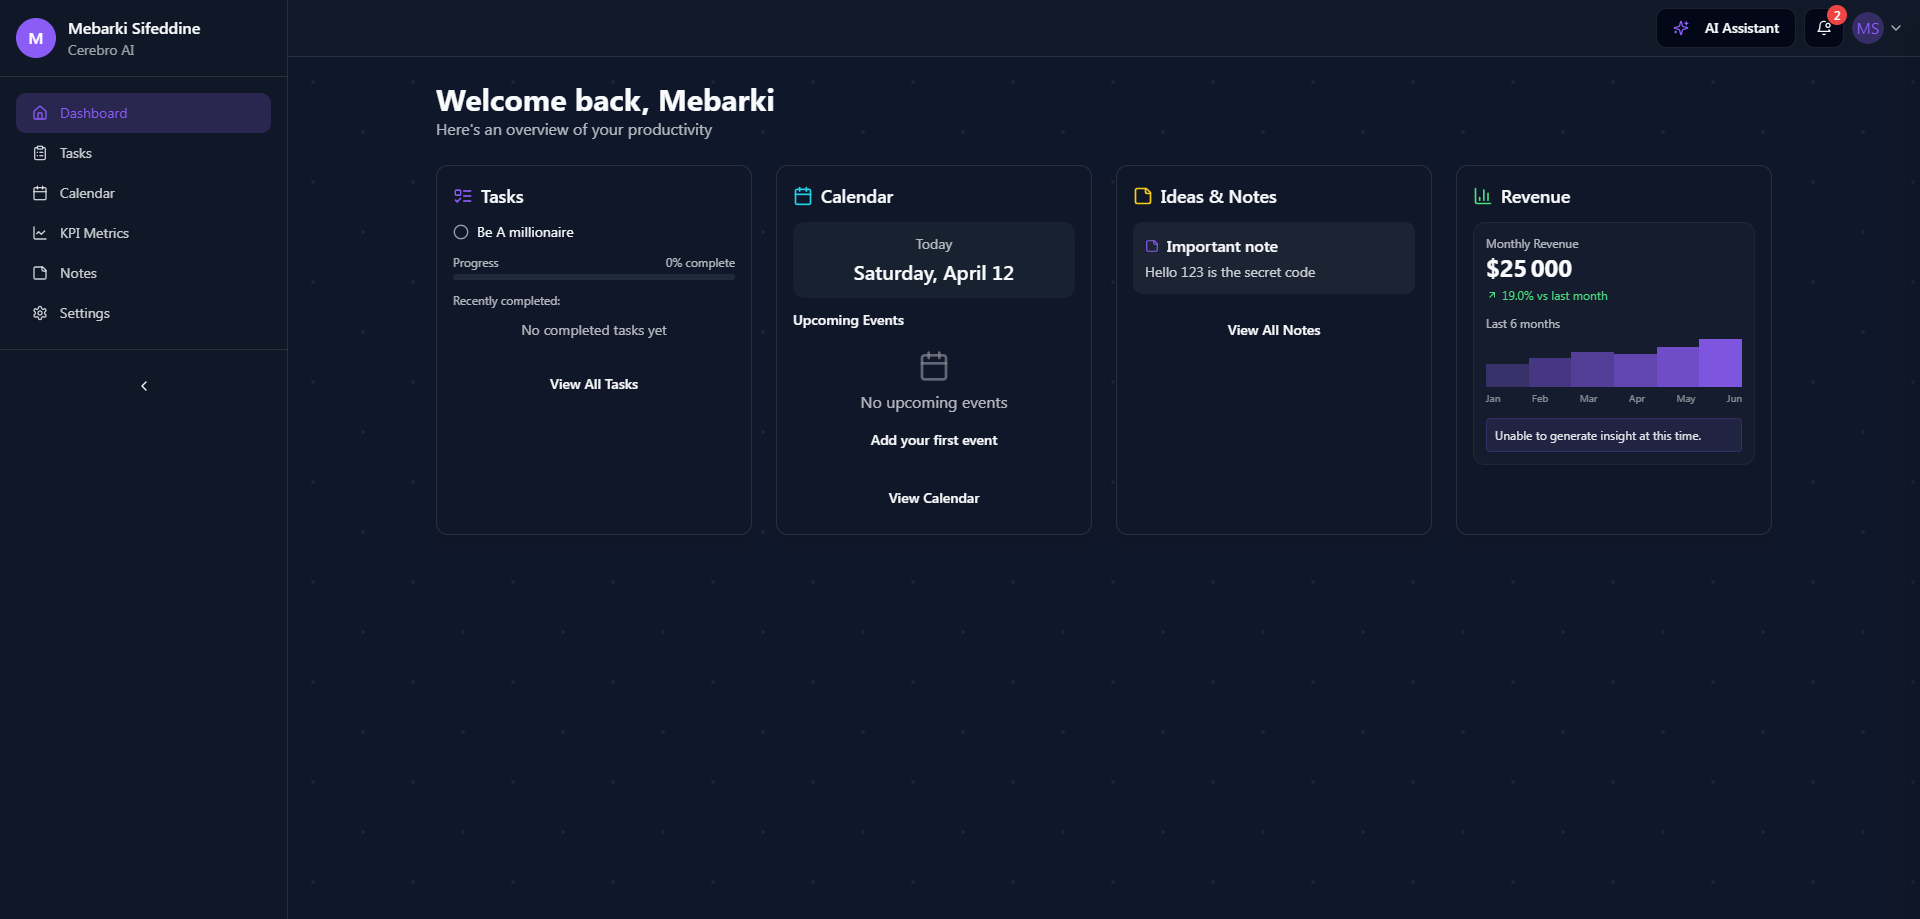 M
Mebarki Sifeddine
Cerebro AI
Dashboard
Tasks
Calendar
KPI Metrics
Notes
Settings
AI Assistant
2
MS
Welcome back, Mebarki
Here's an overview of your productivity
Tasks
Be A millionaire
Progress 0% complete
Recently completed:
No completed tasks yet
View All Tasks
Calendar
Today
Saturday, April 12
Upcoming Events
No upcoming events
Add your first event
View Calendar
Ideas & Notes
Important note
Hello 123 is the secret code
View All Notes
Revenue
Monthly Revenue
$25 000
19.0% vs last month
Last 6 months
Jan Feb Mar Apr May Jun
Unable to generate insight at this time.